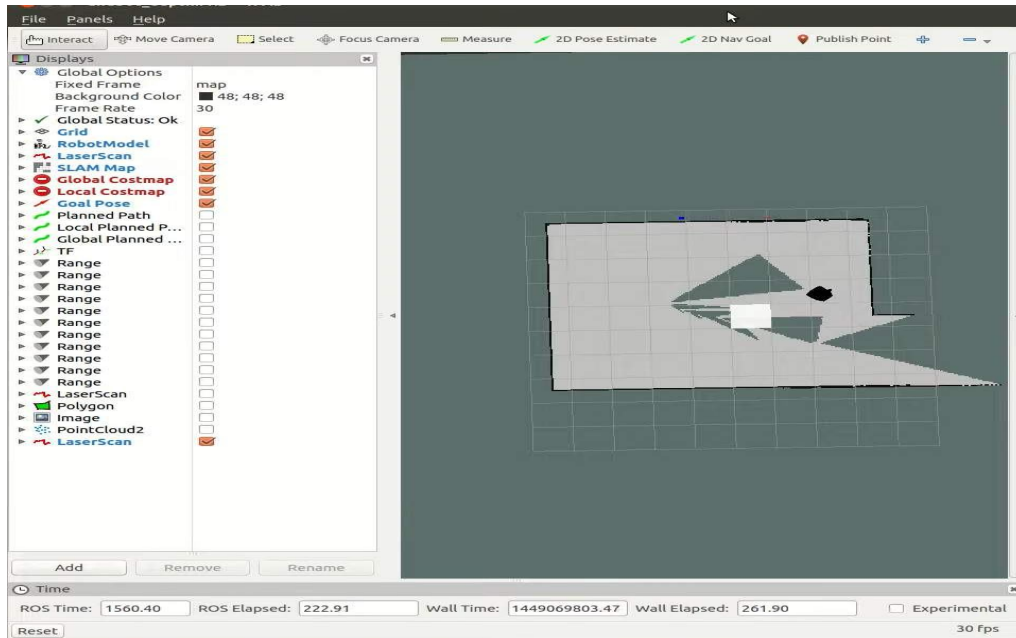 File Panels Help
Interact Move Camera Select Focus Camera Measure 2D Pose Estimate 2D Nav Goal Publish Point
Displays
Global Options
Fixed Frame map
Background Color 48; 48; 48
Frame Rate 30
Global Status: Ok
Grid
RobotModel
LaserScan
SLAM Map
Global Costmap
Local Costmap
Goal Pose
Planned Path
Local Planned P...
Global Planned ...
TF
Range
Range
Range
Range
Range
Range
Range
Range
Range
Range
Range
LaserScan
Polygon
Image
PointCloud2
LaserScan
Add Remove Rename
Time
ROS Time: 1560.40 ROS Elapsed: 222.91 Wall Time: 1449069803.47 Wall Elapsed: 261.90 Experimental
Reset 30 fps